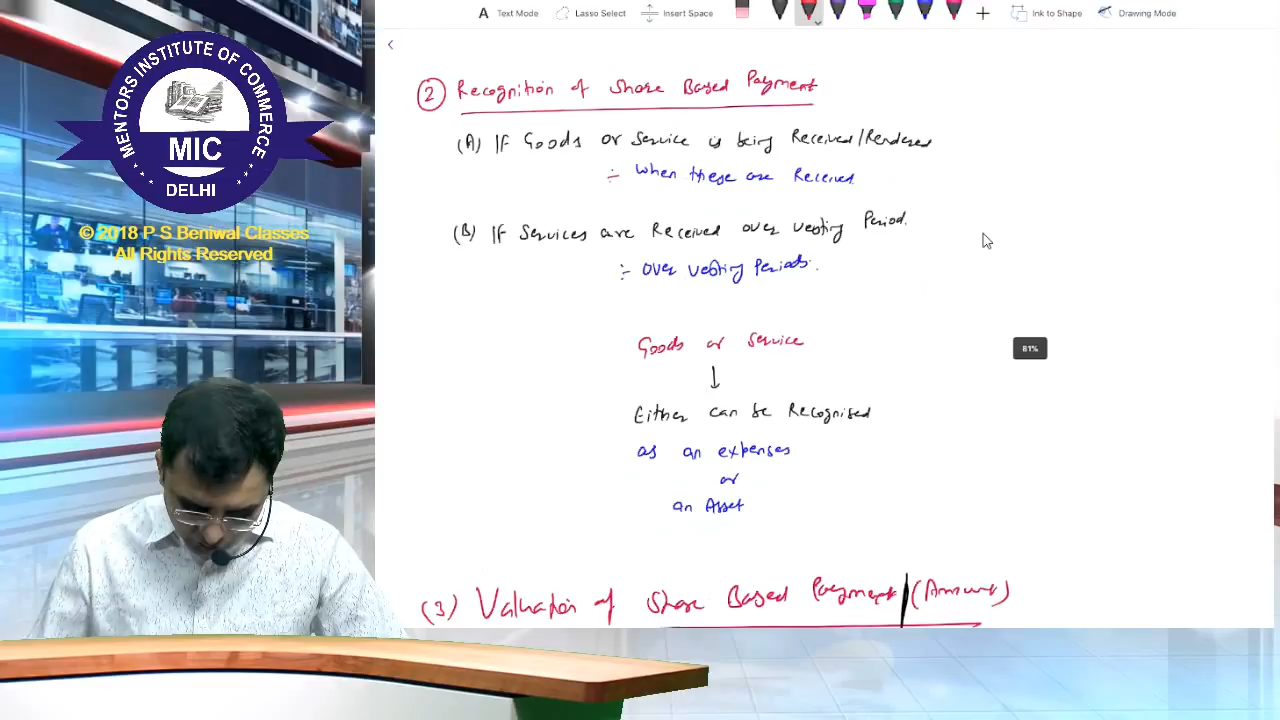 MENTORS INSTITUTE OF COMMERCE
MIC
DELHI
© 2018 P S Beniwal Classes
All Rights Reserved
A Text Mode Lasso Select Insert Space Ink to Shape Drawing Mode
2 Recognition of Share Based Payment
(A) If Goods or Service is being Received/Rendered
÷ When these are Received
(B) If Services are Received over vesting Period.
÷ over vesting Periods.
Goods or Service
↓
Either can be Recognised
as an expenses
or
an Asset
81%
(3) Valuation of Share Based Payment (Amount)